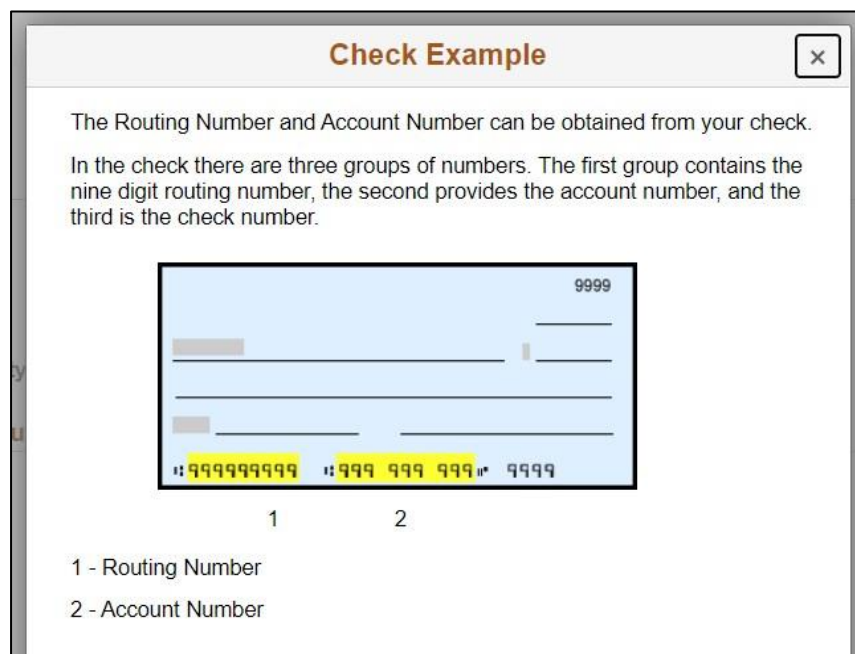 Check Example
×
The Routing Number and Account Number can be obtained from your check.
In the check there are three groups of numbers. The first group contains the
nine digit routing number, the second provides the account number, and the
third is the check number.
9999
⑆999999999 ⑆999 999 999⑈ 9999
1 2
1 - Routing Number
2 - Account Number
ty
u